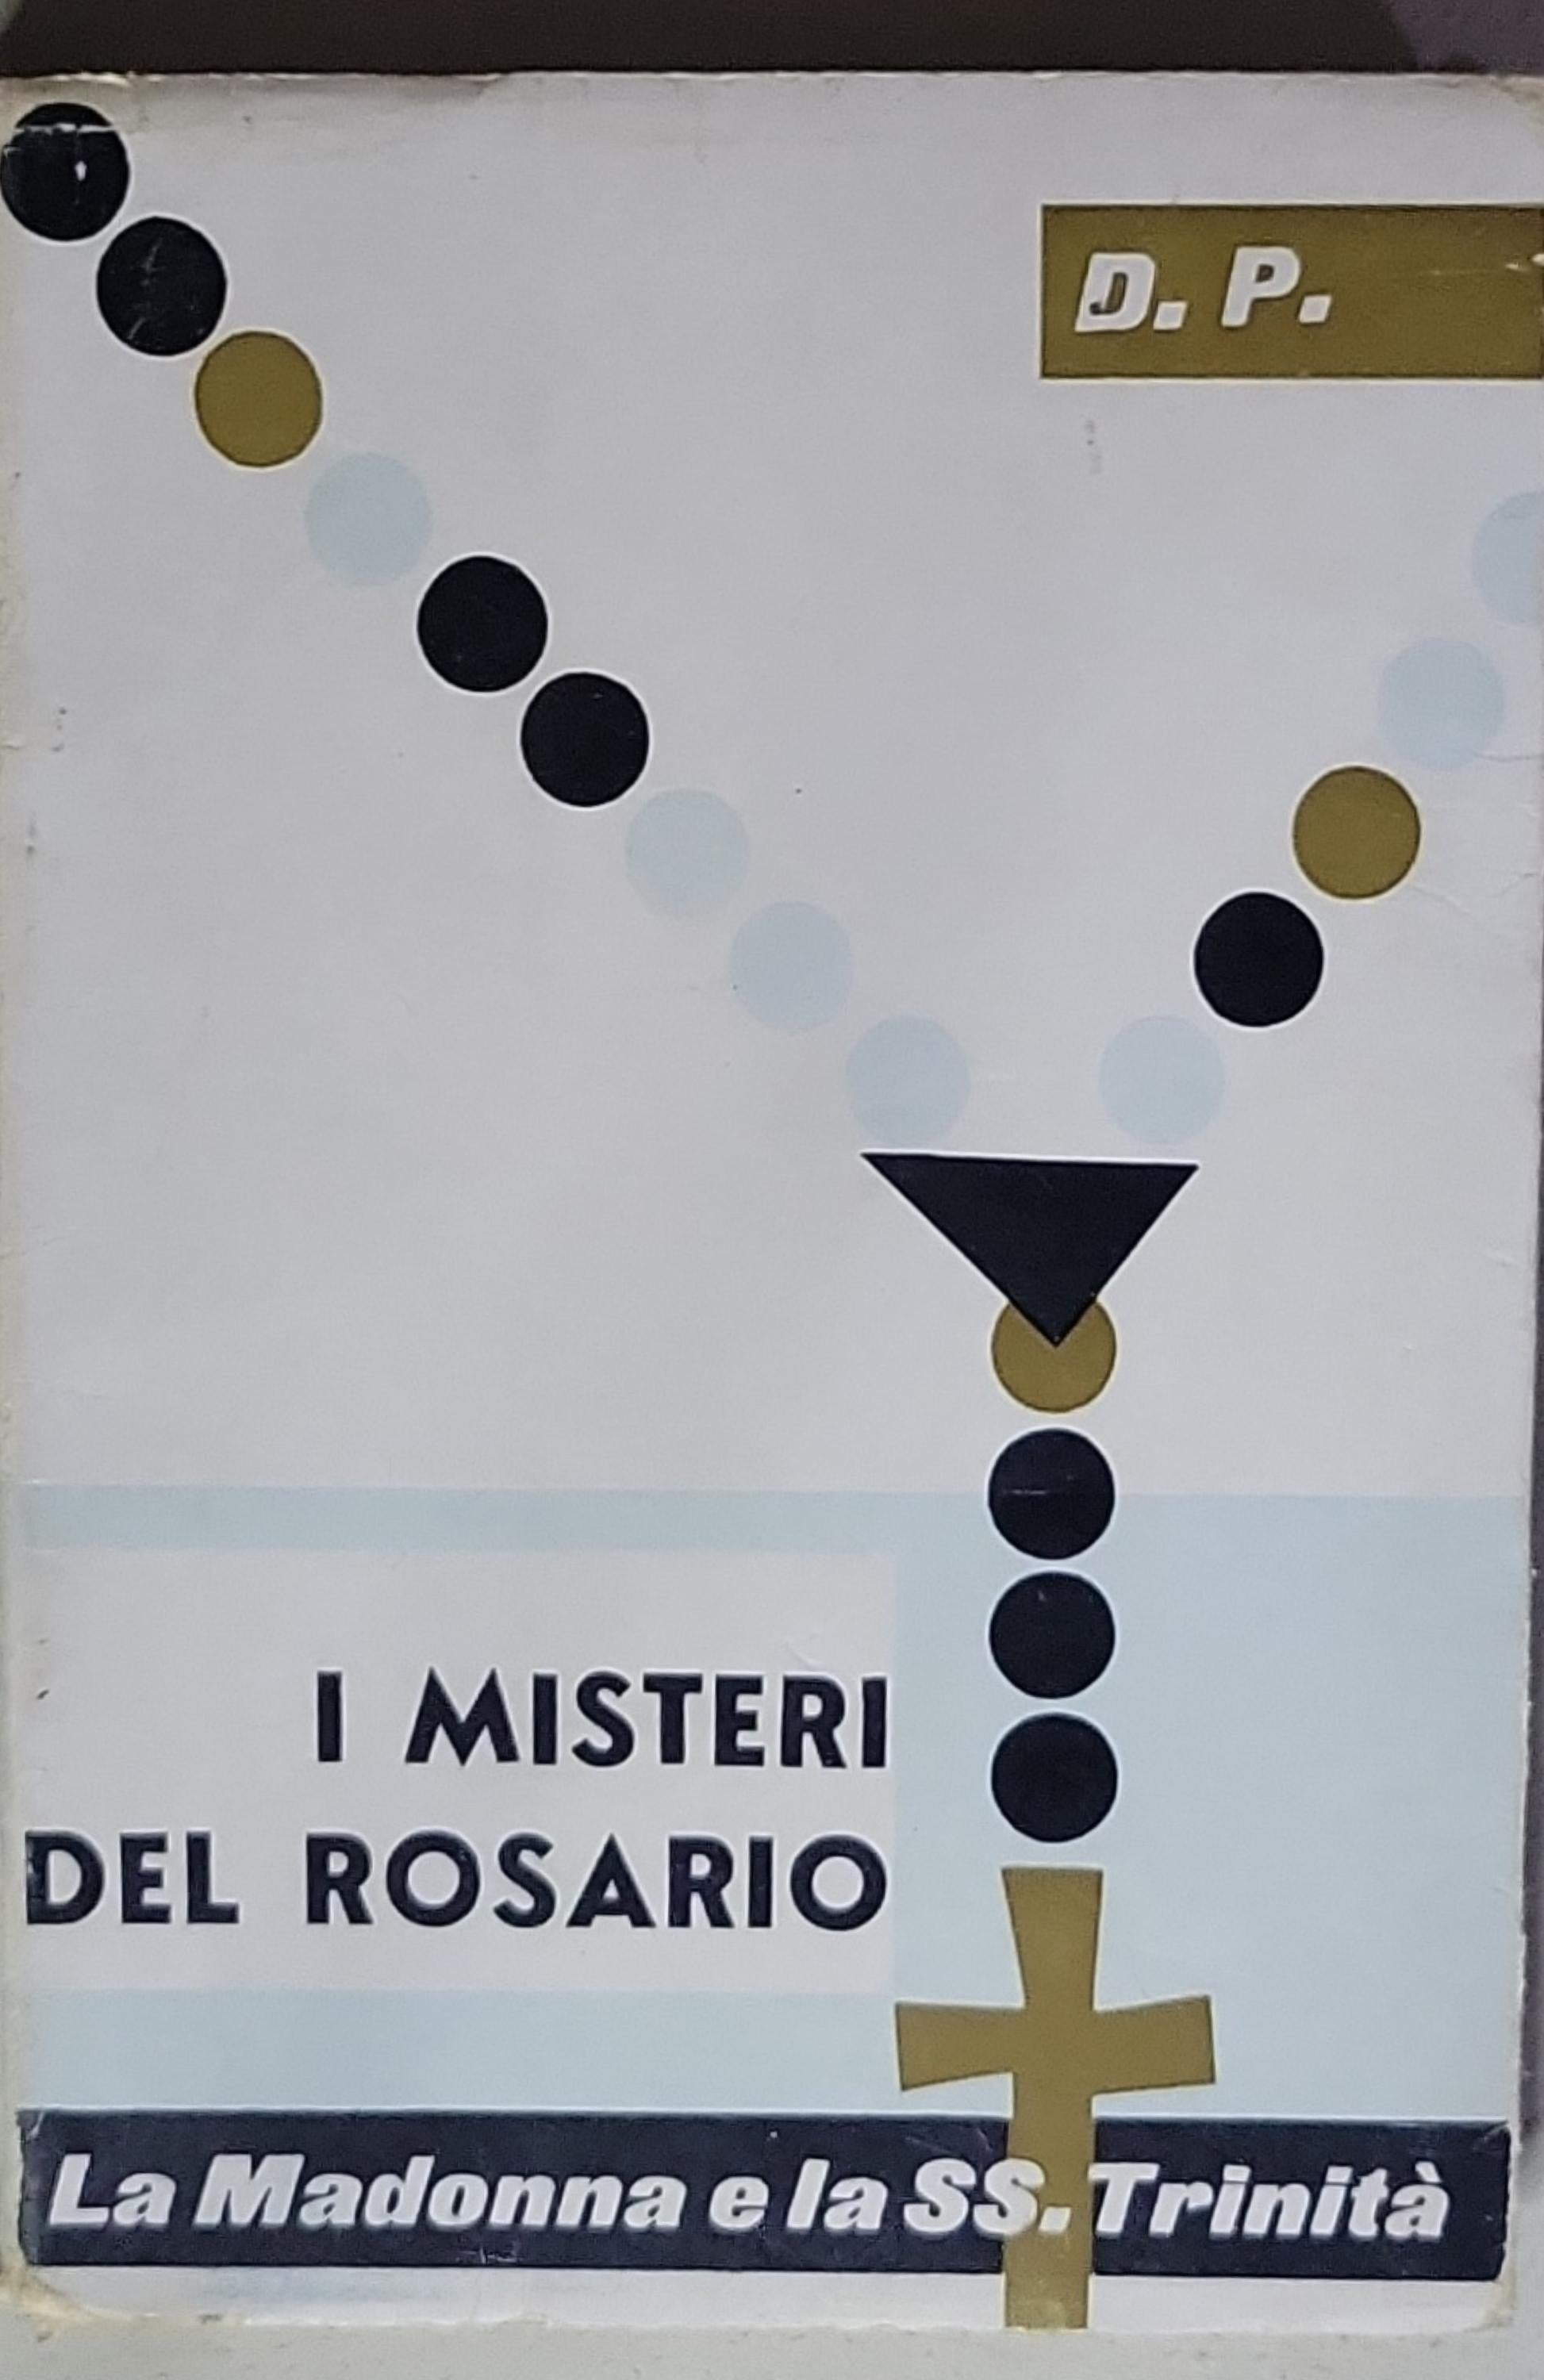 D. P.
I MISTERI
DEL ROSARIO
La Madonna e la SS. Trinità